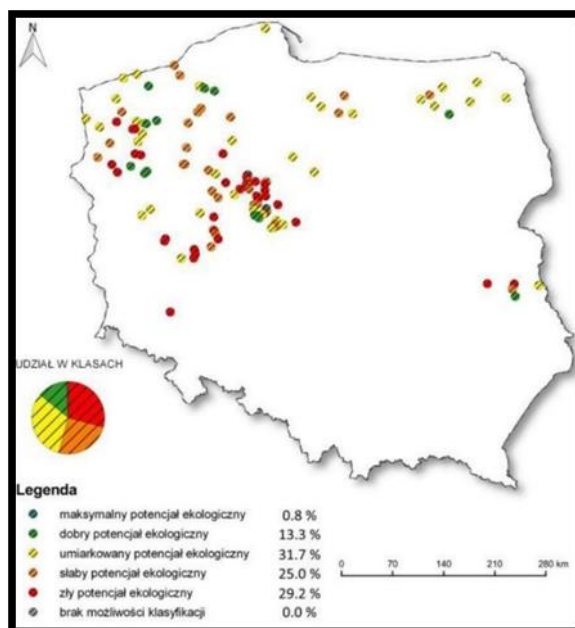 N
UDZIAŁ W KLASACH
Legenda
maksymalny potencjał ekologiczny 0.8 %
dobry potencjał ekologiczny 13.3 %
umiarkowany potencjał ekologiczny 31.7 %
słaby potencjał ekologiczny 25.0 %
zły potencjał ekologiczny 29.2 %
brak możliwości klasyfikacji 0.0 %
0 70 140 210 280 km